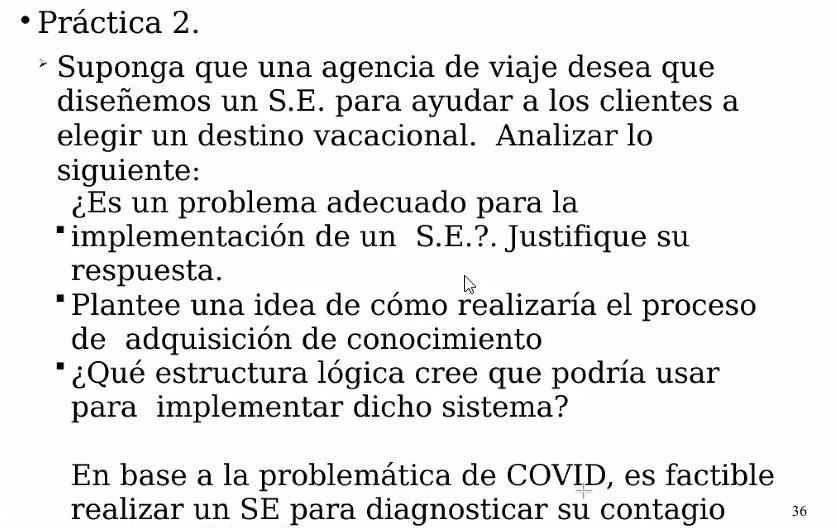 • Práctica 2.
➢ Suponga que una agencia de viaje desea que
diseñemos un S.E. para ayudar a los clientes a
elegir un destino vacacional.  Analizar lo
siguiente:
¿Es un problema adecuado para la
▪ implementación de un  S.E.?. Justifique su
respuesta.
▪ Plantee una idea de cómo realizaría el proceso
de  adquisición de conocimiento
▪ ¿Qué estructura lógica cree que podría usar
para  implementar dicho sistema?
En base a la problemática de COVID, es factible
realizar un SE para diagnosticar su contagio
36